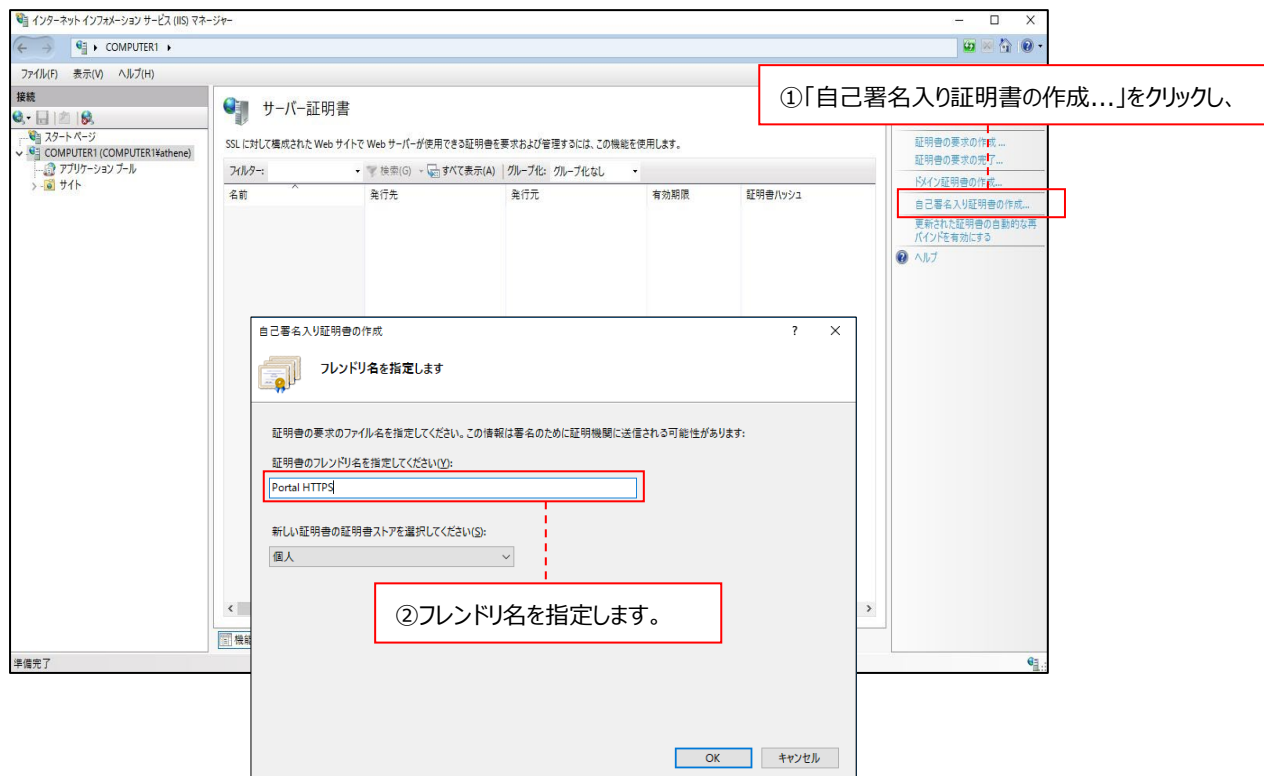 インターネット インフォメーション サービス (IIS) マネージャー
COMPUTER1
ファイル(F) 表示(V) ヘルプ(H)
①「自己署名入り証明書の作成...」をクリックし、
接続
スタート ページ
COMPUTER1 (COMPUTER1¥athene)
アプリケーション プール
サイト
サーバー証明書
SSL に対して構成された Web サイトで Web サーバーが使用できる証明書を要求および管理するには、この機能を使用します。
フィルター: 検索(G) すべて表示(A) グループ化: グループ化なし
名前 発行先 発行元 有効期限 証明書ハッシュ
証明書の要求の作成...
証明書の要求の完了...
ドメイン証明書の作成...
自己署名入り証明書の作成...
更新された証明書の自動的な再
バインドを有効にする
ヘルプ
自己署名入り証明書の作成
フレンドリ名を指定します
証明書の要求のファイル名を指定してください。この情報は署名のために証明機関に送信される可能性があります:
証明書のフレンドリ名を指定してください(Y):
Portal HTTPS
新しい証明書の証明書ストアを選択してください(S):
個人
②フレンドリ名を指定します。
機能
準備完了
OK キャンセル